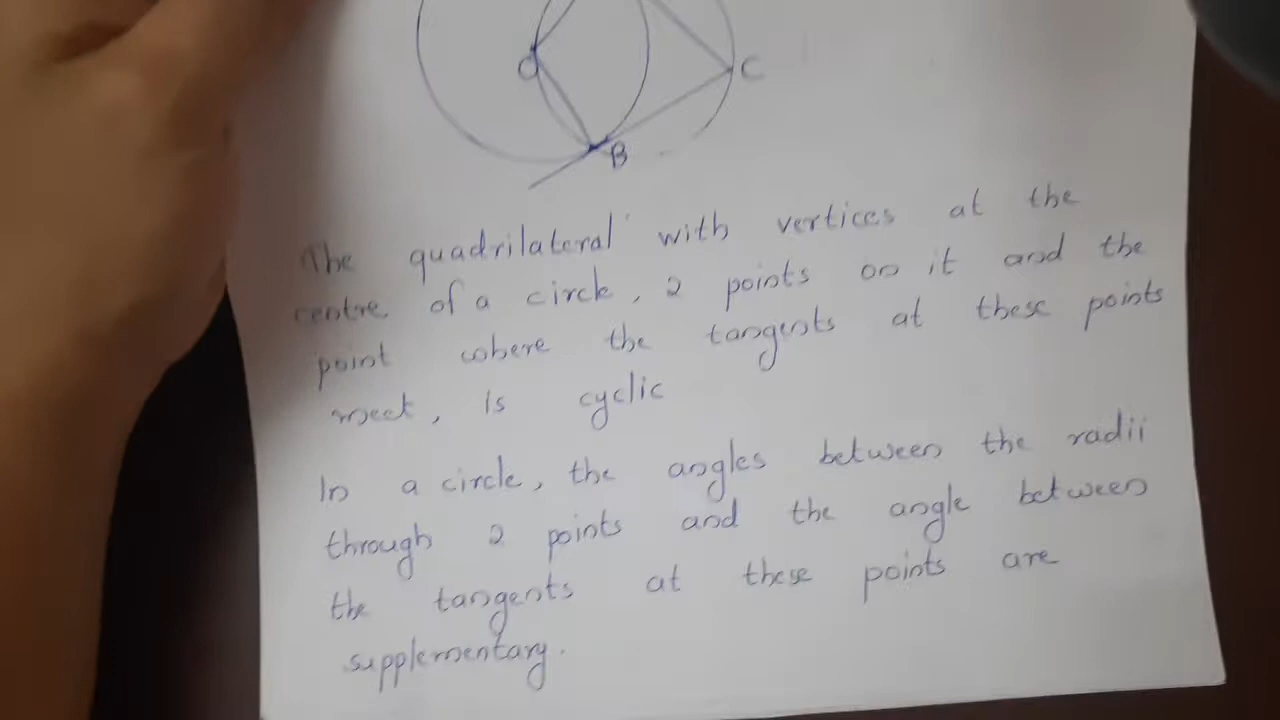 O
C
B
The quadrilateral with vertices at the
centre of a circle, 2 points on it and the
point where the tangents at these points
meet, is cyclic
In a circle, the angles between the radii
through 2 points and the angle between
the tangents at these points are
supplementary.